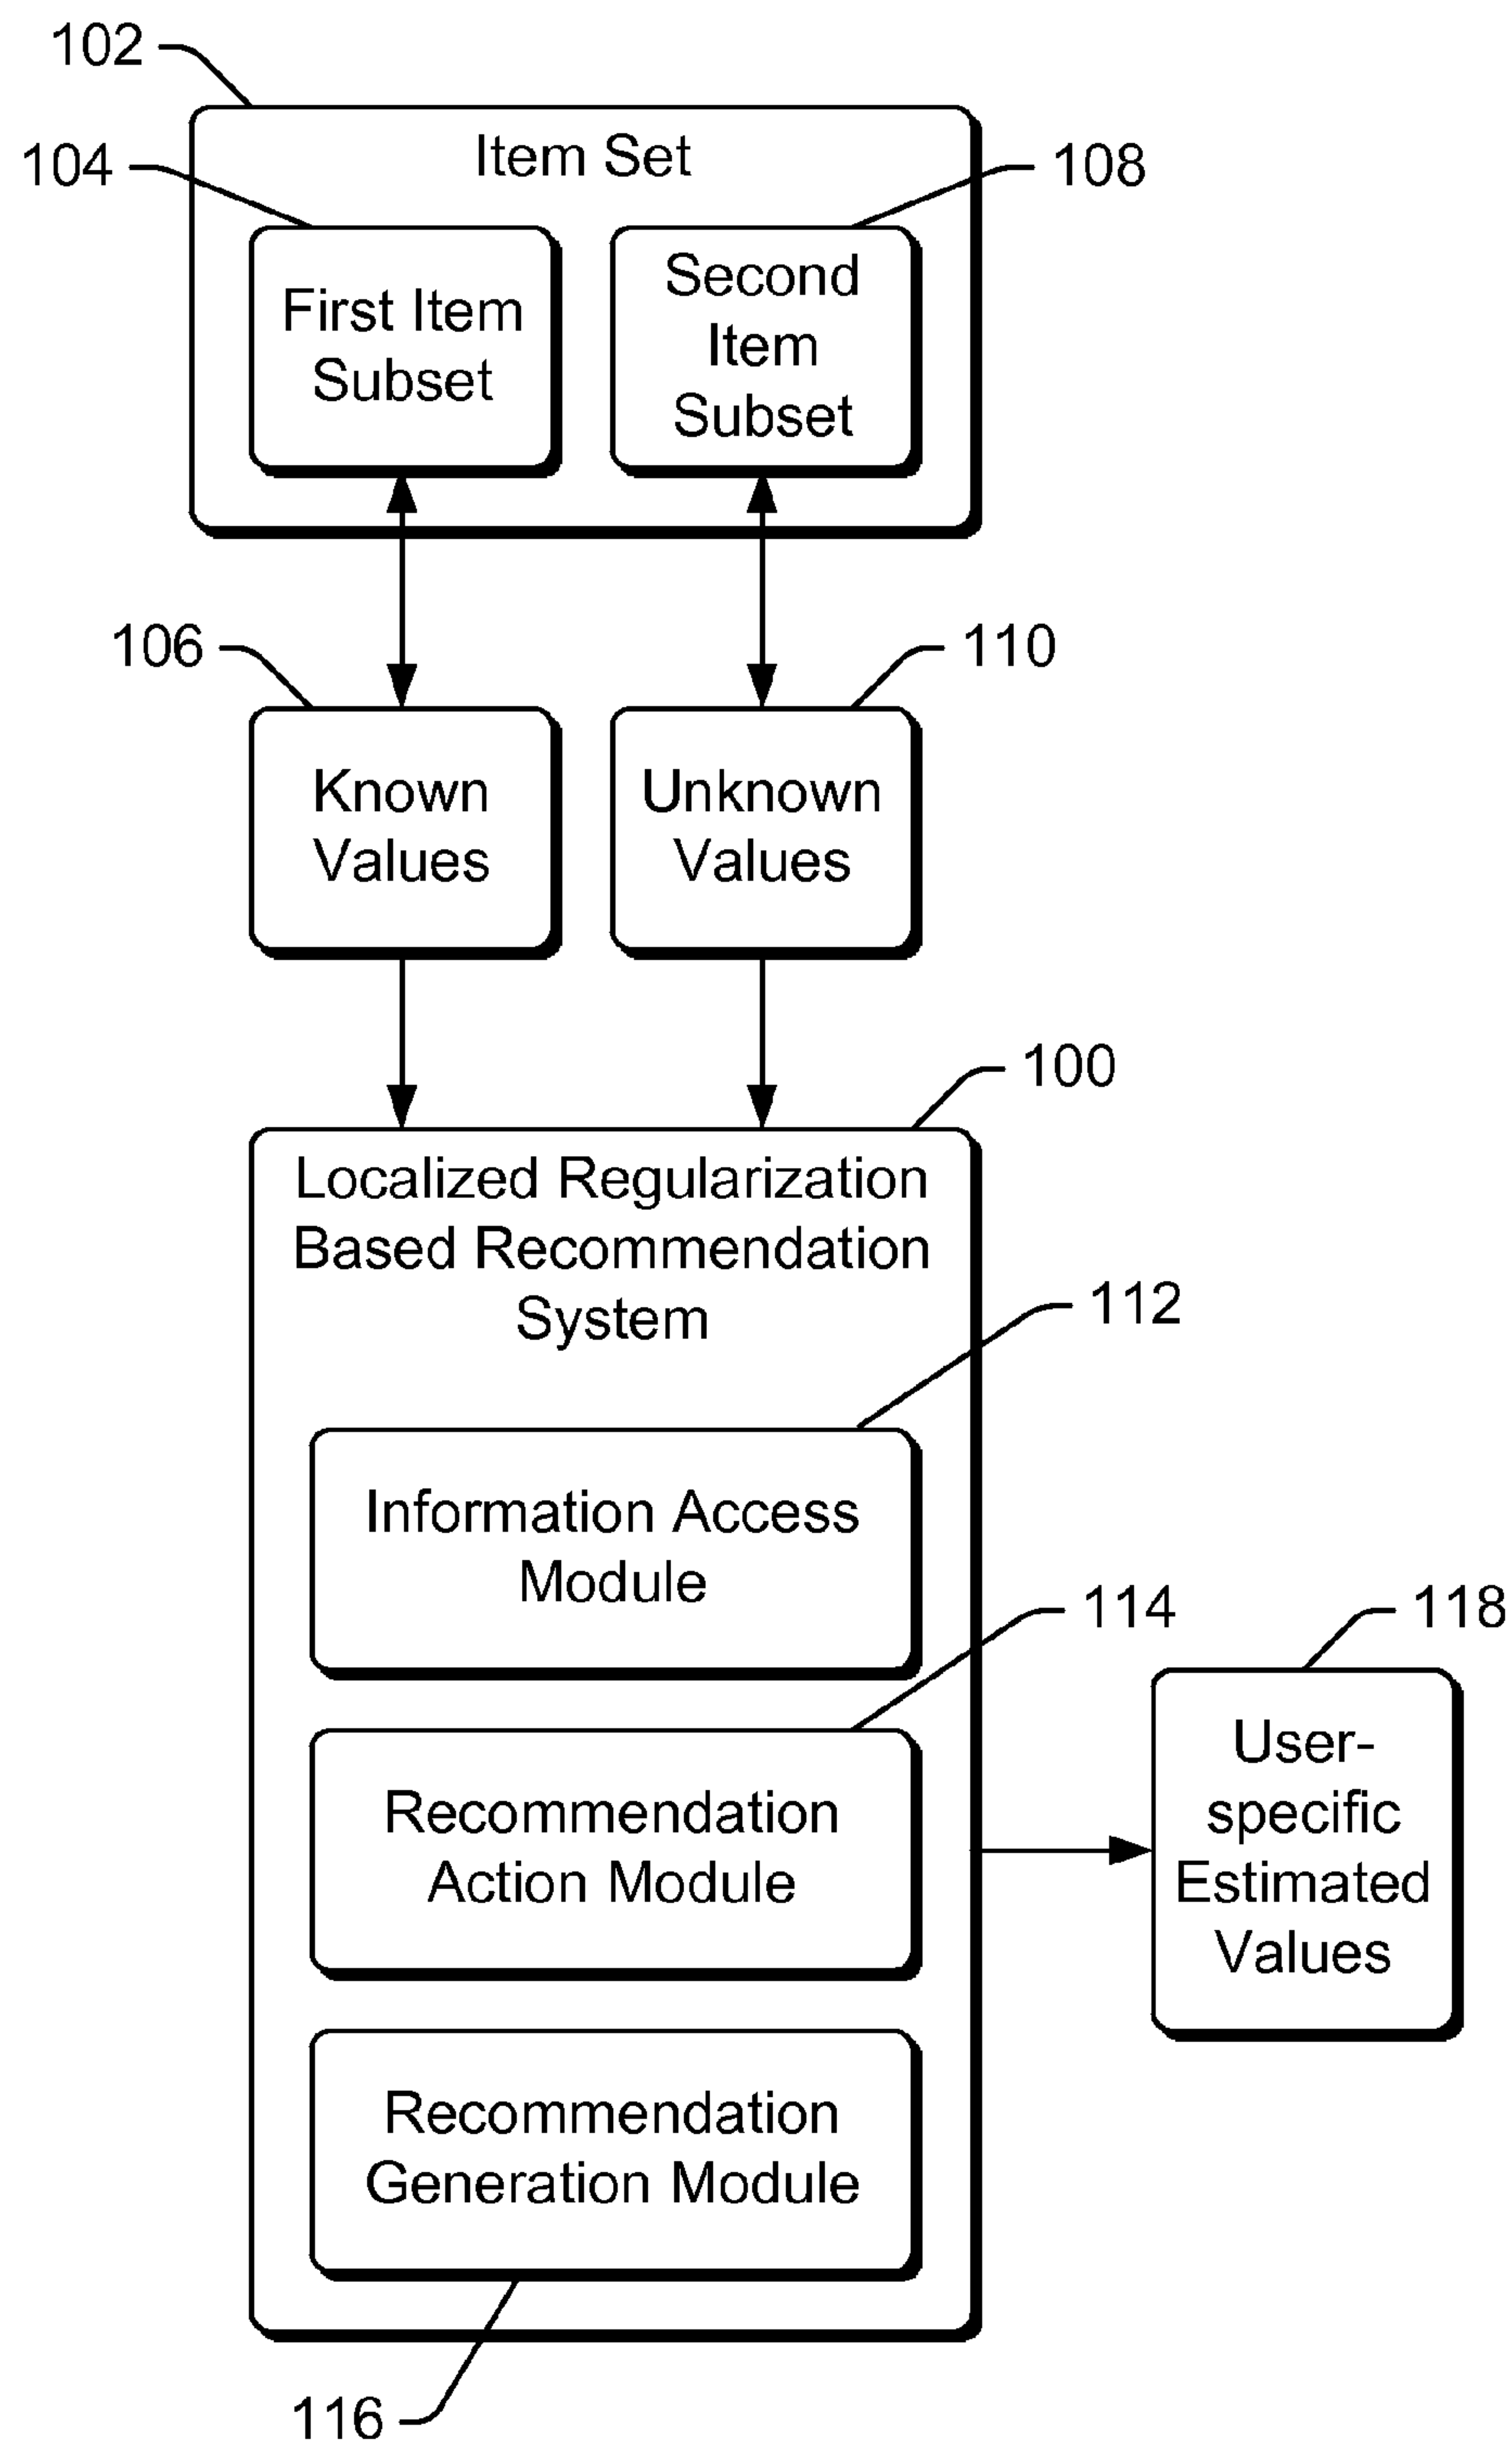 102
Item Set
104
108
First Item
Subset
Second
Item
Subset
106
110
Known
Values
Unknown
Values
100
Localized Regularization
Based Recommendation
System
112
Information Access
Module
114
118
Recommendation
Action Module
User-
specific
Estimated
Values
Recommendation
Generation Module
116